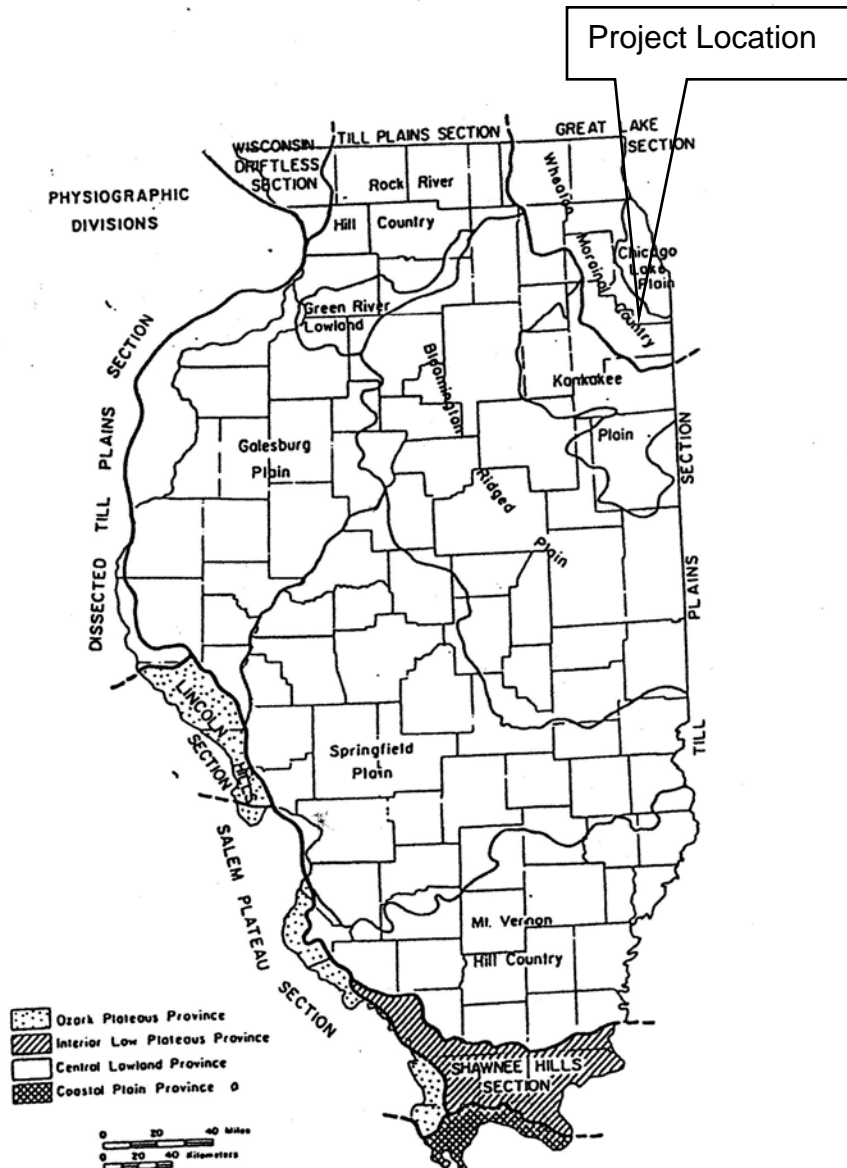 Project Location
TILL PLAINS SECTION
GREAT LAKE
SECTION
WISCONSIN
DRIFTLESS
SECTION
PHYSIOGRAPHIC
DIVISIONS
Rock River
Hill Country
Wheaton
Morainal
Country
Chicago
Lake
Plain
Green River
Lowland
Bloomington
Ridged
Plain
Kankakee
Plain
Galesburg
Plain
DISSECTED TILL PLAINS SECTION
TILL PLAINS SECTION
LINCOLN
HILLS
SECTION
Springfield
Plain
SALEM PLATEAU SECTION
Mt. Vernon
Hill Country
SHAWNEE HILLS
SECTION
Ozark Plateous Province
Interior Low Plateous Province
Central Lowland Province
Coastal Plain Province
0 20 40 Miles
0 20 40 Kilometers